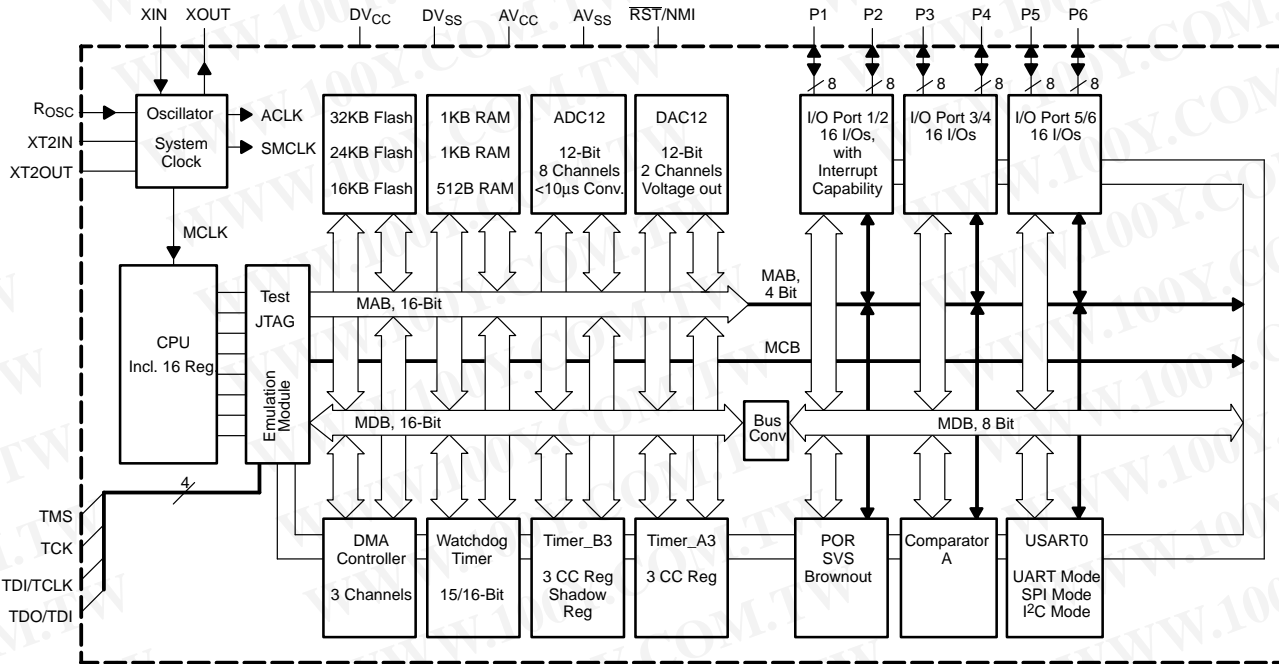 XIN XOUT DVCC DVSS AVCC AVSS RST/NMI P1 P2 P3 P4 P5 P6
8 8 8 8 8 8
ROSC
XT2IN
XT2OUT
Oscillator
System
Clock
ACLK
SMCLK
MCLK
32KB Flash
24KB Flash
16KB Flash
1KB RAM
1KB RAM
512B RAM
ADC12
12-Bit
8 Channels
<10µs Conv.
DAC12
12-Bit
2 Channels
Voltage out
I/O Port 1/2
16 I/Os,
with
Interrupt
Capability
I/O Port 3/4
16 I/Os
I/O Port 5/6
16 I/Os
CPU
Incl. 16 Reg.
Test
JTAG
Emulation
Module
MAB, 16-Bit
MAB,
4 Bit
MCB
MDB, 16-Bit
Bus
Conv
MDB, 8 Bit
4
TMS
TCK
TDI/TCLK
TDO/TDI
DMA
Controller
3 Channels
Watchdog
Timer
15/16-Bit
Timer_B3
3 CC Reg
Shadow
Reg
Timer_A3
3 CC Reg
POR
SVS
Brownout
Comparator
A
USART0
UART Mode
SPI Mode
I²C Mode
WWW.100Y.COM.TW